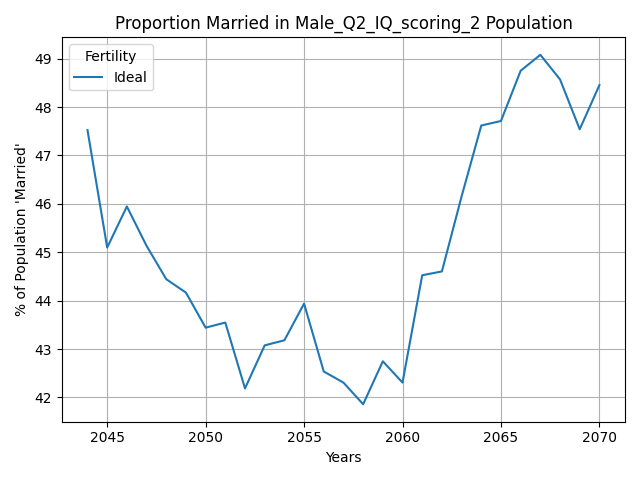 Proportion Married in Male_Q2_IQ_scoring_2 Population
Fertility
Ideal
% of Population 'Married'
49
48
47
46
45
44
43
42
2045 2050 2055 2060 2065 2070
Years